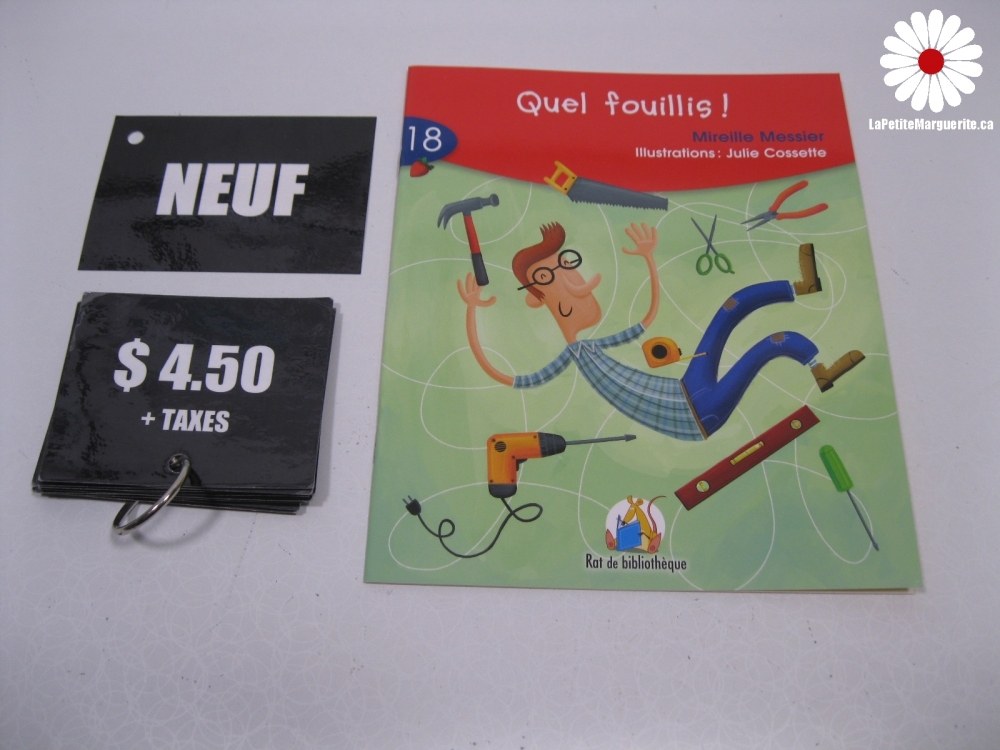 LaPetiteMarguerite.ca
NEUF
$ 4.50
+ TAXES
Quel fouillis !
18
Mireille Messier
Illustrations : Julie Cossette
Rat de bibliothèque